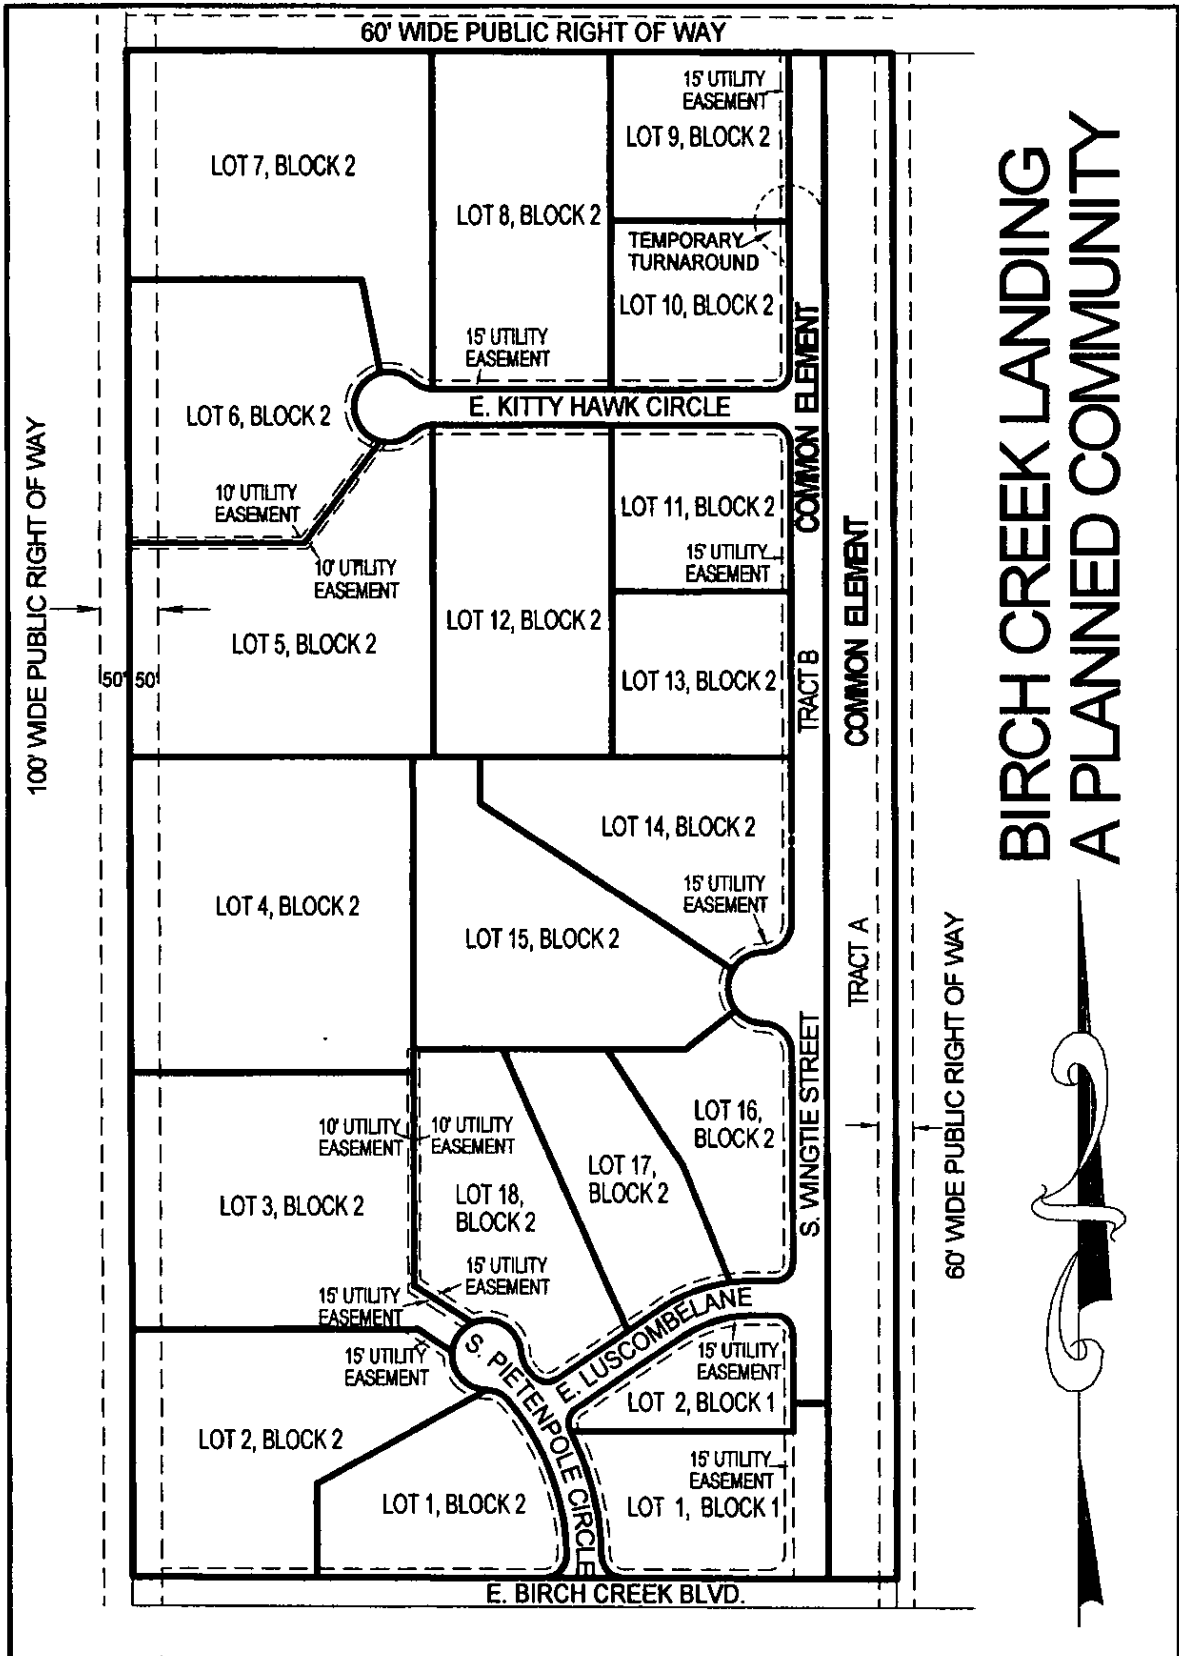 60' WIDE PUBLIC RIGHT OF WAY
15' UTILITY
EASEMENT
LOT 9, BLOCK 2
LOT 7, BLOCK 2
LOT 8, BLOCK 2
TEMPORARY
TURNAROUND
LOT 10, BLOCK 2
15' UTILITY
EASEMENT
E. KITTY HAWK CIRCLE
LOT 6, BLOCK 2
10' UTILITY
EASEMENT
10' UTILITY
EASEMENT
LOT 11, BLOCK 2
15' UTILITY
EASEMENT
LOT 5, BLOCK 2
LOT 12, BLOCK 2
LOT 13, BLOCK 2
50' 50'
100' WIDE PUBLIC RIGHT OF WAY
COMMON ELEMENT
TRACT B
COMMON ELEMENT
TRACT A
LOT 14, BLOCK 2
15' UTILITY
EASEMENT
LOT 4, BLOCK 2
LOT 15, BLOCK 2
S. WINGTIE STREET
60' WIDE PUBLIC RIGHT OF WAY
LOT 16,
BLOCK 2
10' UTILITY
EASEMENT
10' UTILITY
EASEMENT
LOT 17,
BLOCK 2
LOT 3, BLOCK 2
LOT 18,
BLOCK 2
15' UTILITY
EASEMENT
15' UTILITY
EASEMENT
15' UTILITY
EASEMENT
S. PIETENPOLE CIRCLE
E. LUSCOMBELANE
15' UTILITY
EASEMENT
LOT 2, BLOCK 1
LOT 2, BLOCK 2
15' UTILITY
EASEMENT
LOT 1, BLOCK 2
LOT 1, BLOCK 1
E. BIRCH CREEK BLVD.
BIRCH CREEK LANDING
A PLANNED COMMUNITY